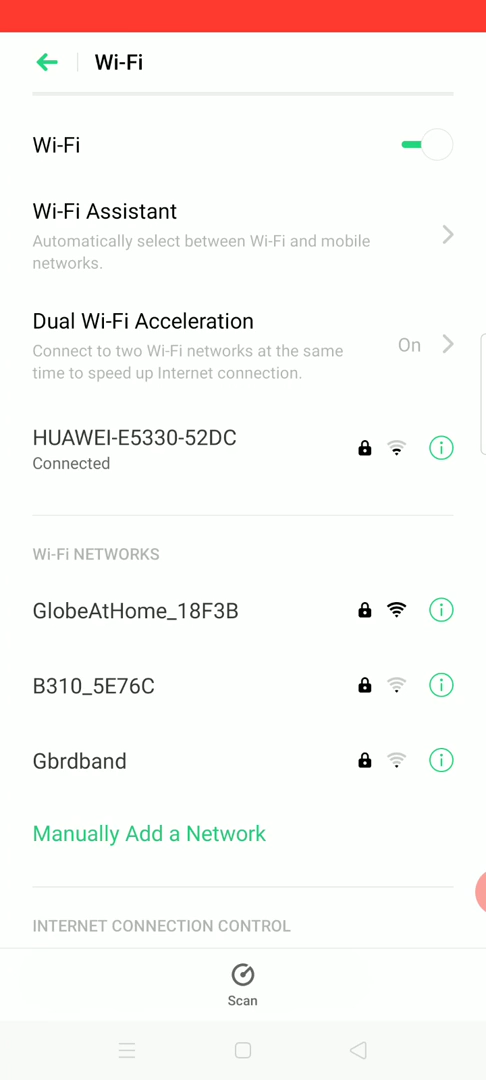 Wi-Fi
Wi-Fi
Wi-Fi Assistant
Automatically select between Wi-Fi and mobile
networks.
Dual Wi-Fi Acceleration
Connect to two Wi-Fi networks at the same
time to speed up Internet connection.
On
HUAWEI-E5330-52DC
Connected
Wi-Fi NETWORKS
GlobeAtHome_18F3B
B310_5E76C
Gbrdband
Manually Add a Network
INTERNET CONNECTION CONTROL
Scan